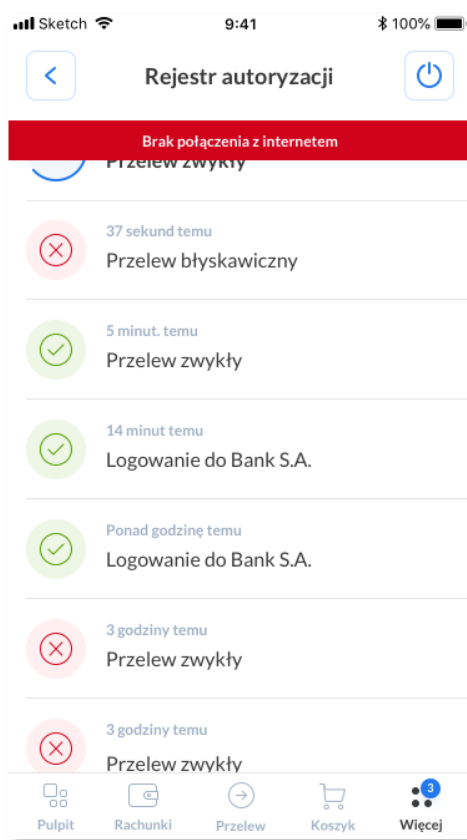 Sketch 9:41 100%
Rejestr autoryzacji
Brak połączenia z internetem
Przelew zwykły
37 sekund temu
Przelew błyskawiczny
5 minut. temu
Przelew zwykły
14 minut temu
Logowanie do Bank S.A.
Ponad godzinę temu
Logowanie do Bank S.A.
3 godziny temu
Przelew zwykły
3 godziny temu
Przelew zwykły
3
Pulpit Rachunki Przelew Koszyk Więcej